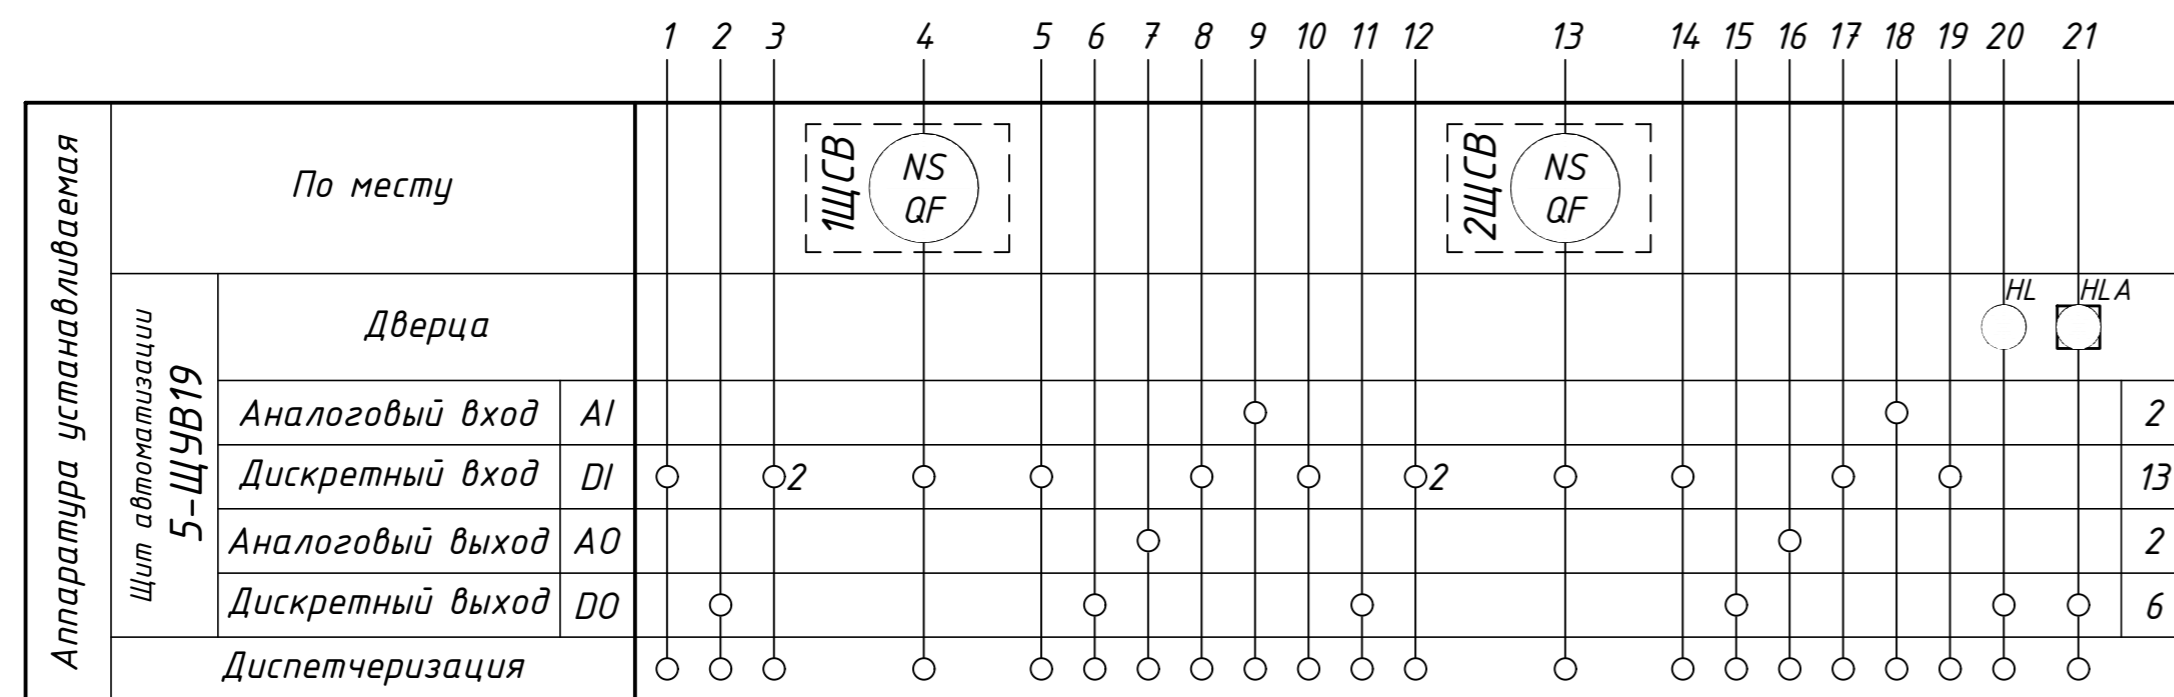 1 2 3 4 5 6 7 8 9 10 11 12 13 14 15 16 17 18 19 20 21
Аппаратура устанавливаемая
По месту
1ЩСВ
NS
QF
2ЩСВ
NS
QF
Щит автоматизации
5-ЩУВ19
Дверца
HL
HLA
Аналоговый вход AI 2
Дискретный вход DI 2 2 13
Аналоговый выход AO 2
Дискретный выход DO 6
Диспетчеризация